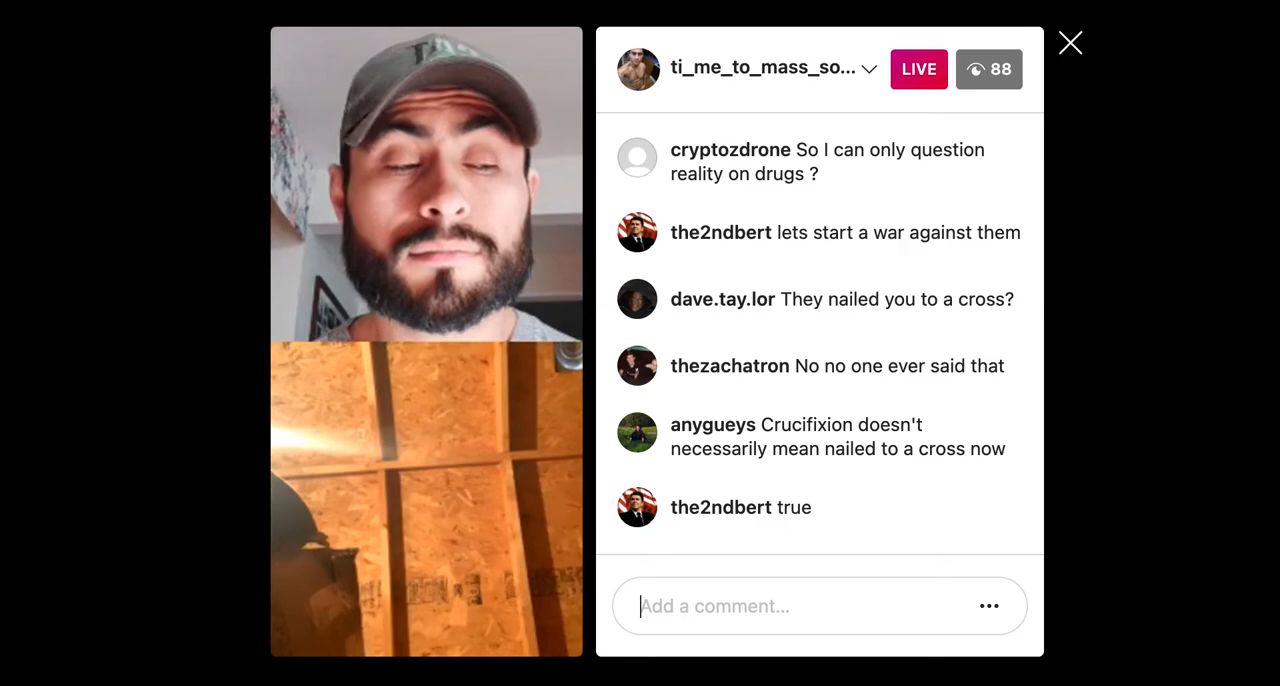 ti_me_to_mass_so...
LIVE
88
cryptozdrone So I can only question
reality on drugs ?
the2ndbert lets start a war against them
dave.tay.lor They nailed you to a cross?
thezachatron No no one ever said that
anygueys Crucifixion doesn't
necessarily mean nailed to a cross now
the2ndbert true
Add a comment...